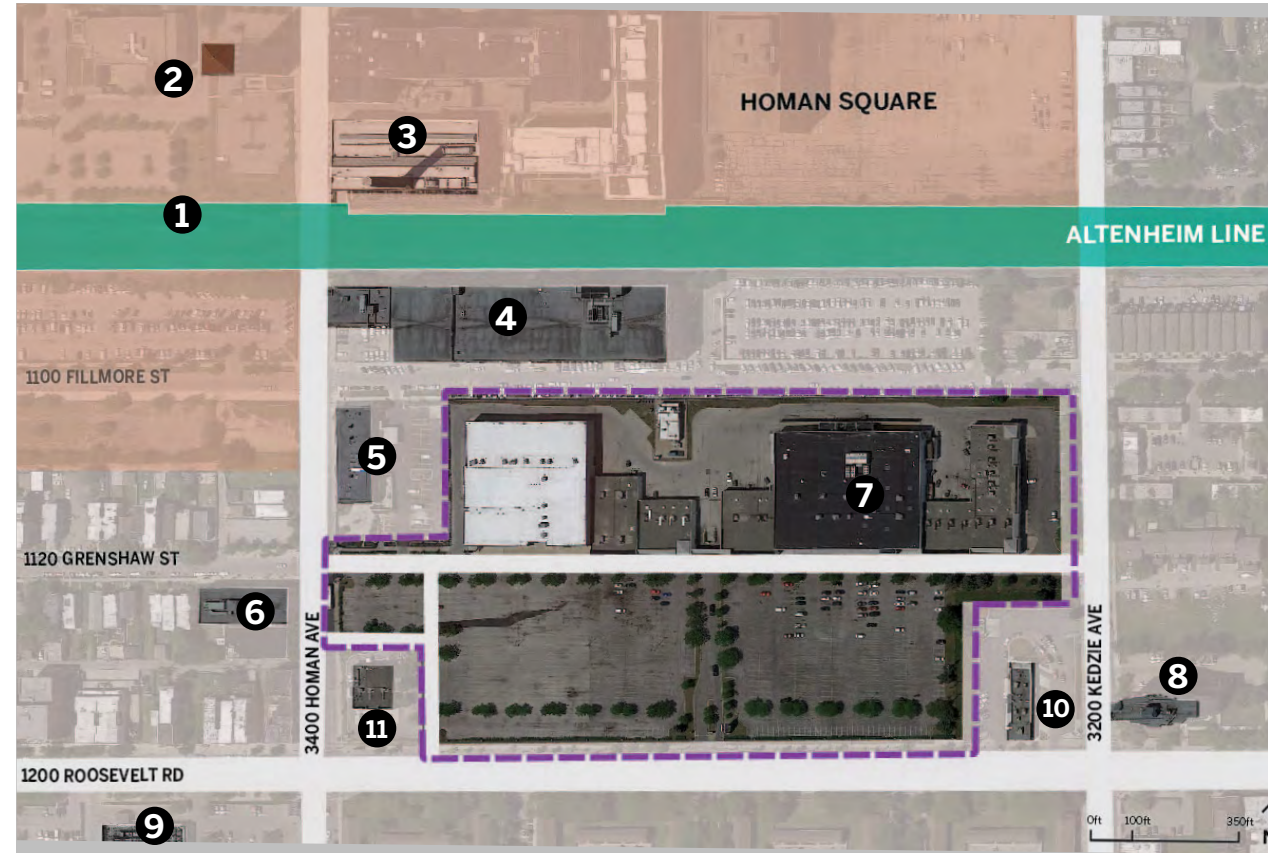 2
3
HOMAN SQUARE
1
ALTENHEIM LINE
4
1100 FILLMORE ST
5
7
1120 GRENSHAW ST
6
3400 HOMAN AVE
3200 KEDZIE AVE
8
10
11
1200 ROOSEVELT RD
9
0ft 100ft 350ft
N